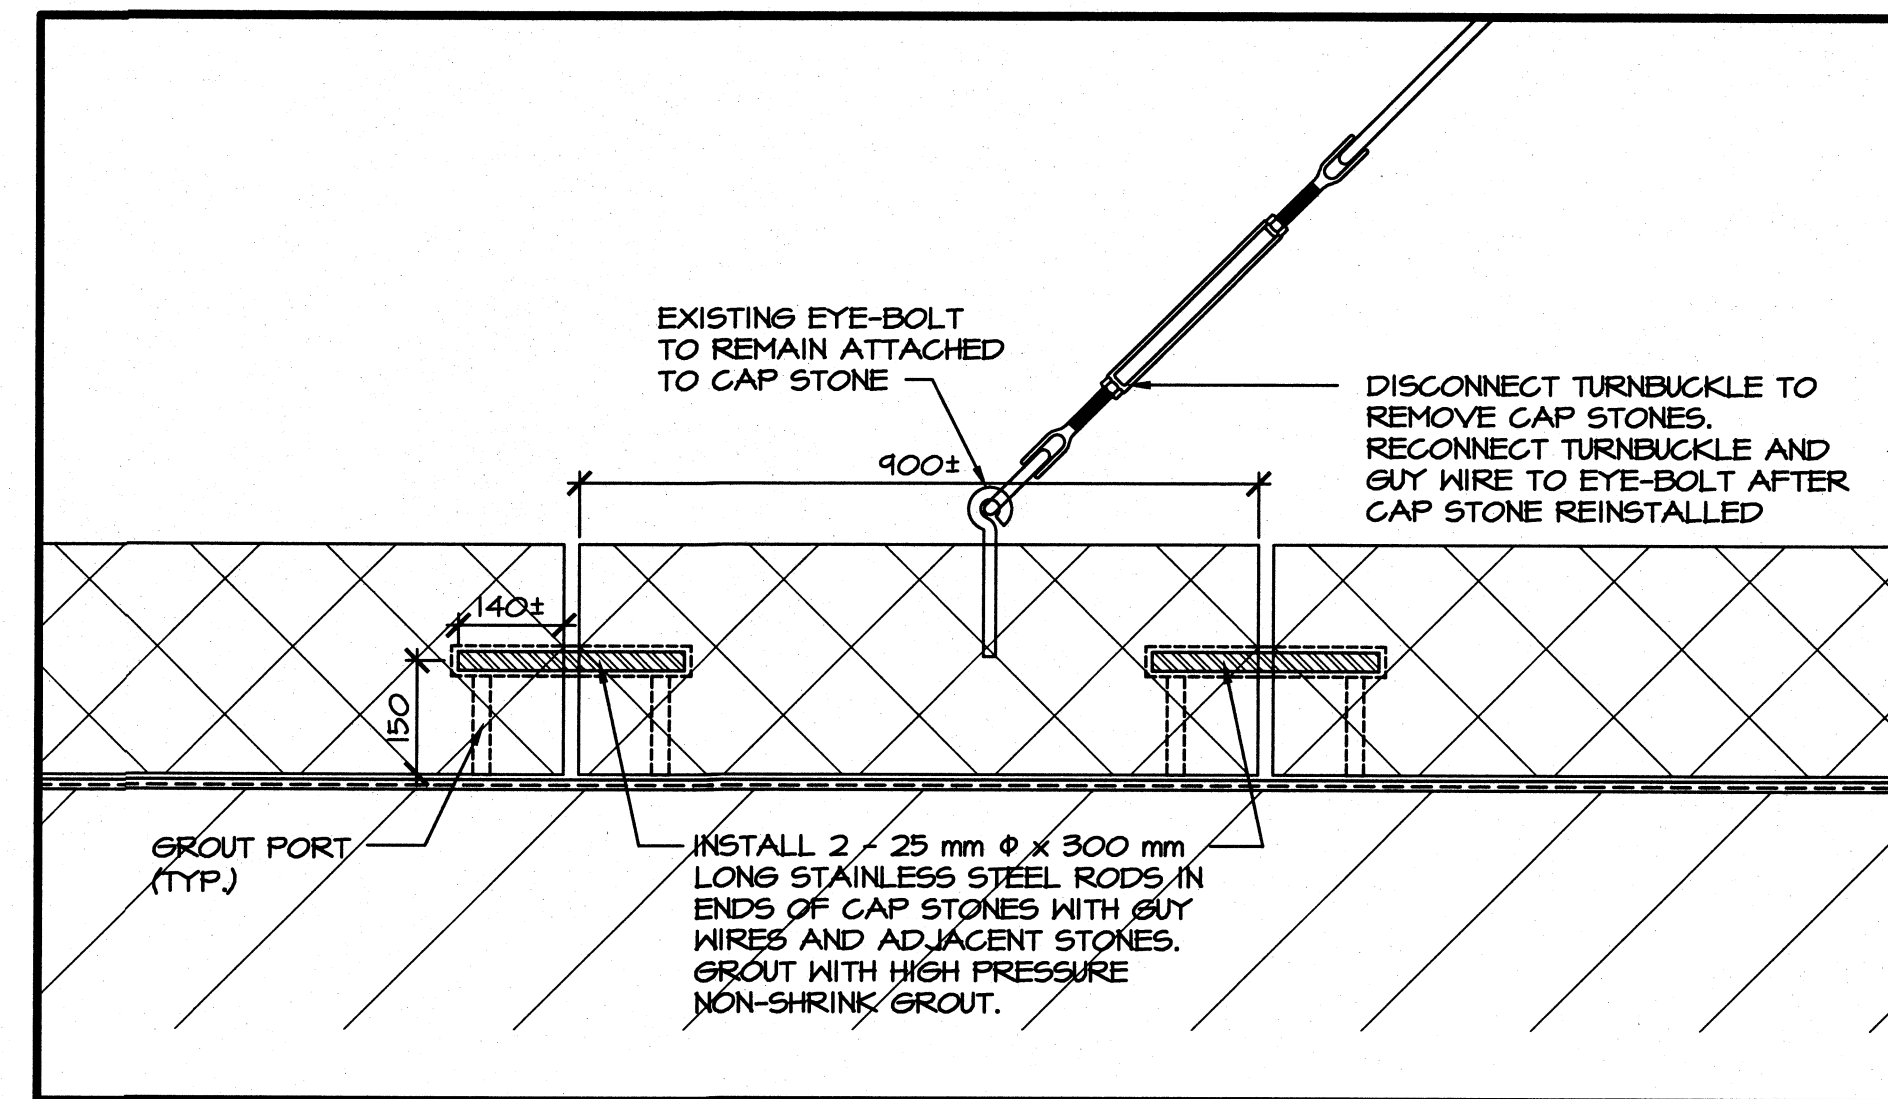 EXISTING EYE-BOLT
TO REMAIN ATTACHED
TO CAP STONE
DISCONNECT TURNBUCKLE TO
REMOVE CAP STONES.
RECONNECT TURNBUCKLE AND
GUY WIRE TO EYE-BOLT AFTER
CAP STONE REINSTALLED
900±
140±
150
GROUT PORT
(TYP.)
INSTALL 2 - 25 mm Φ x 300 mm
LONG STAINLESS STEEL RODS IN
ENDS OF CAP STONES WITH GUY
WIRES AND ADJACENT STONES.
GROUT WITH HIGH PRESSURE
NON-SHRINK GROUT.